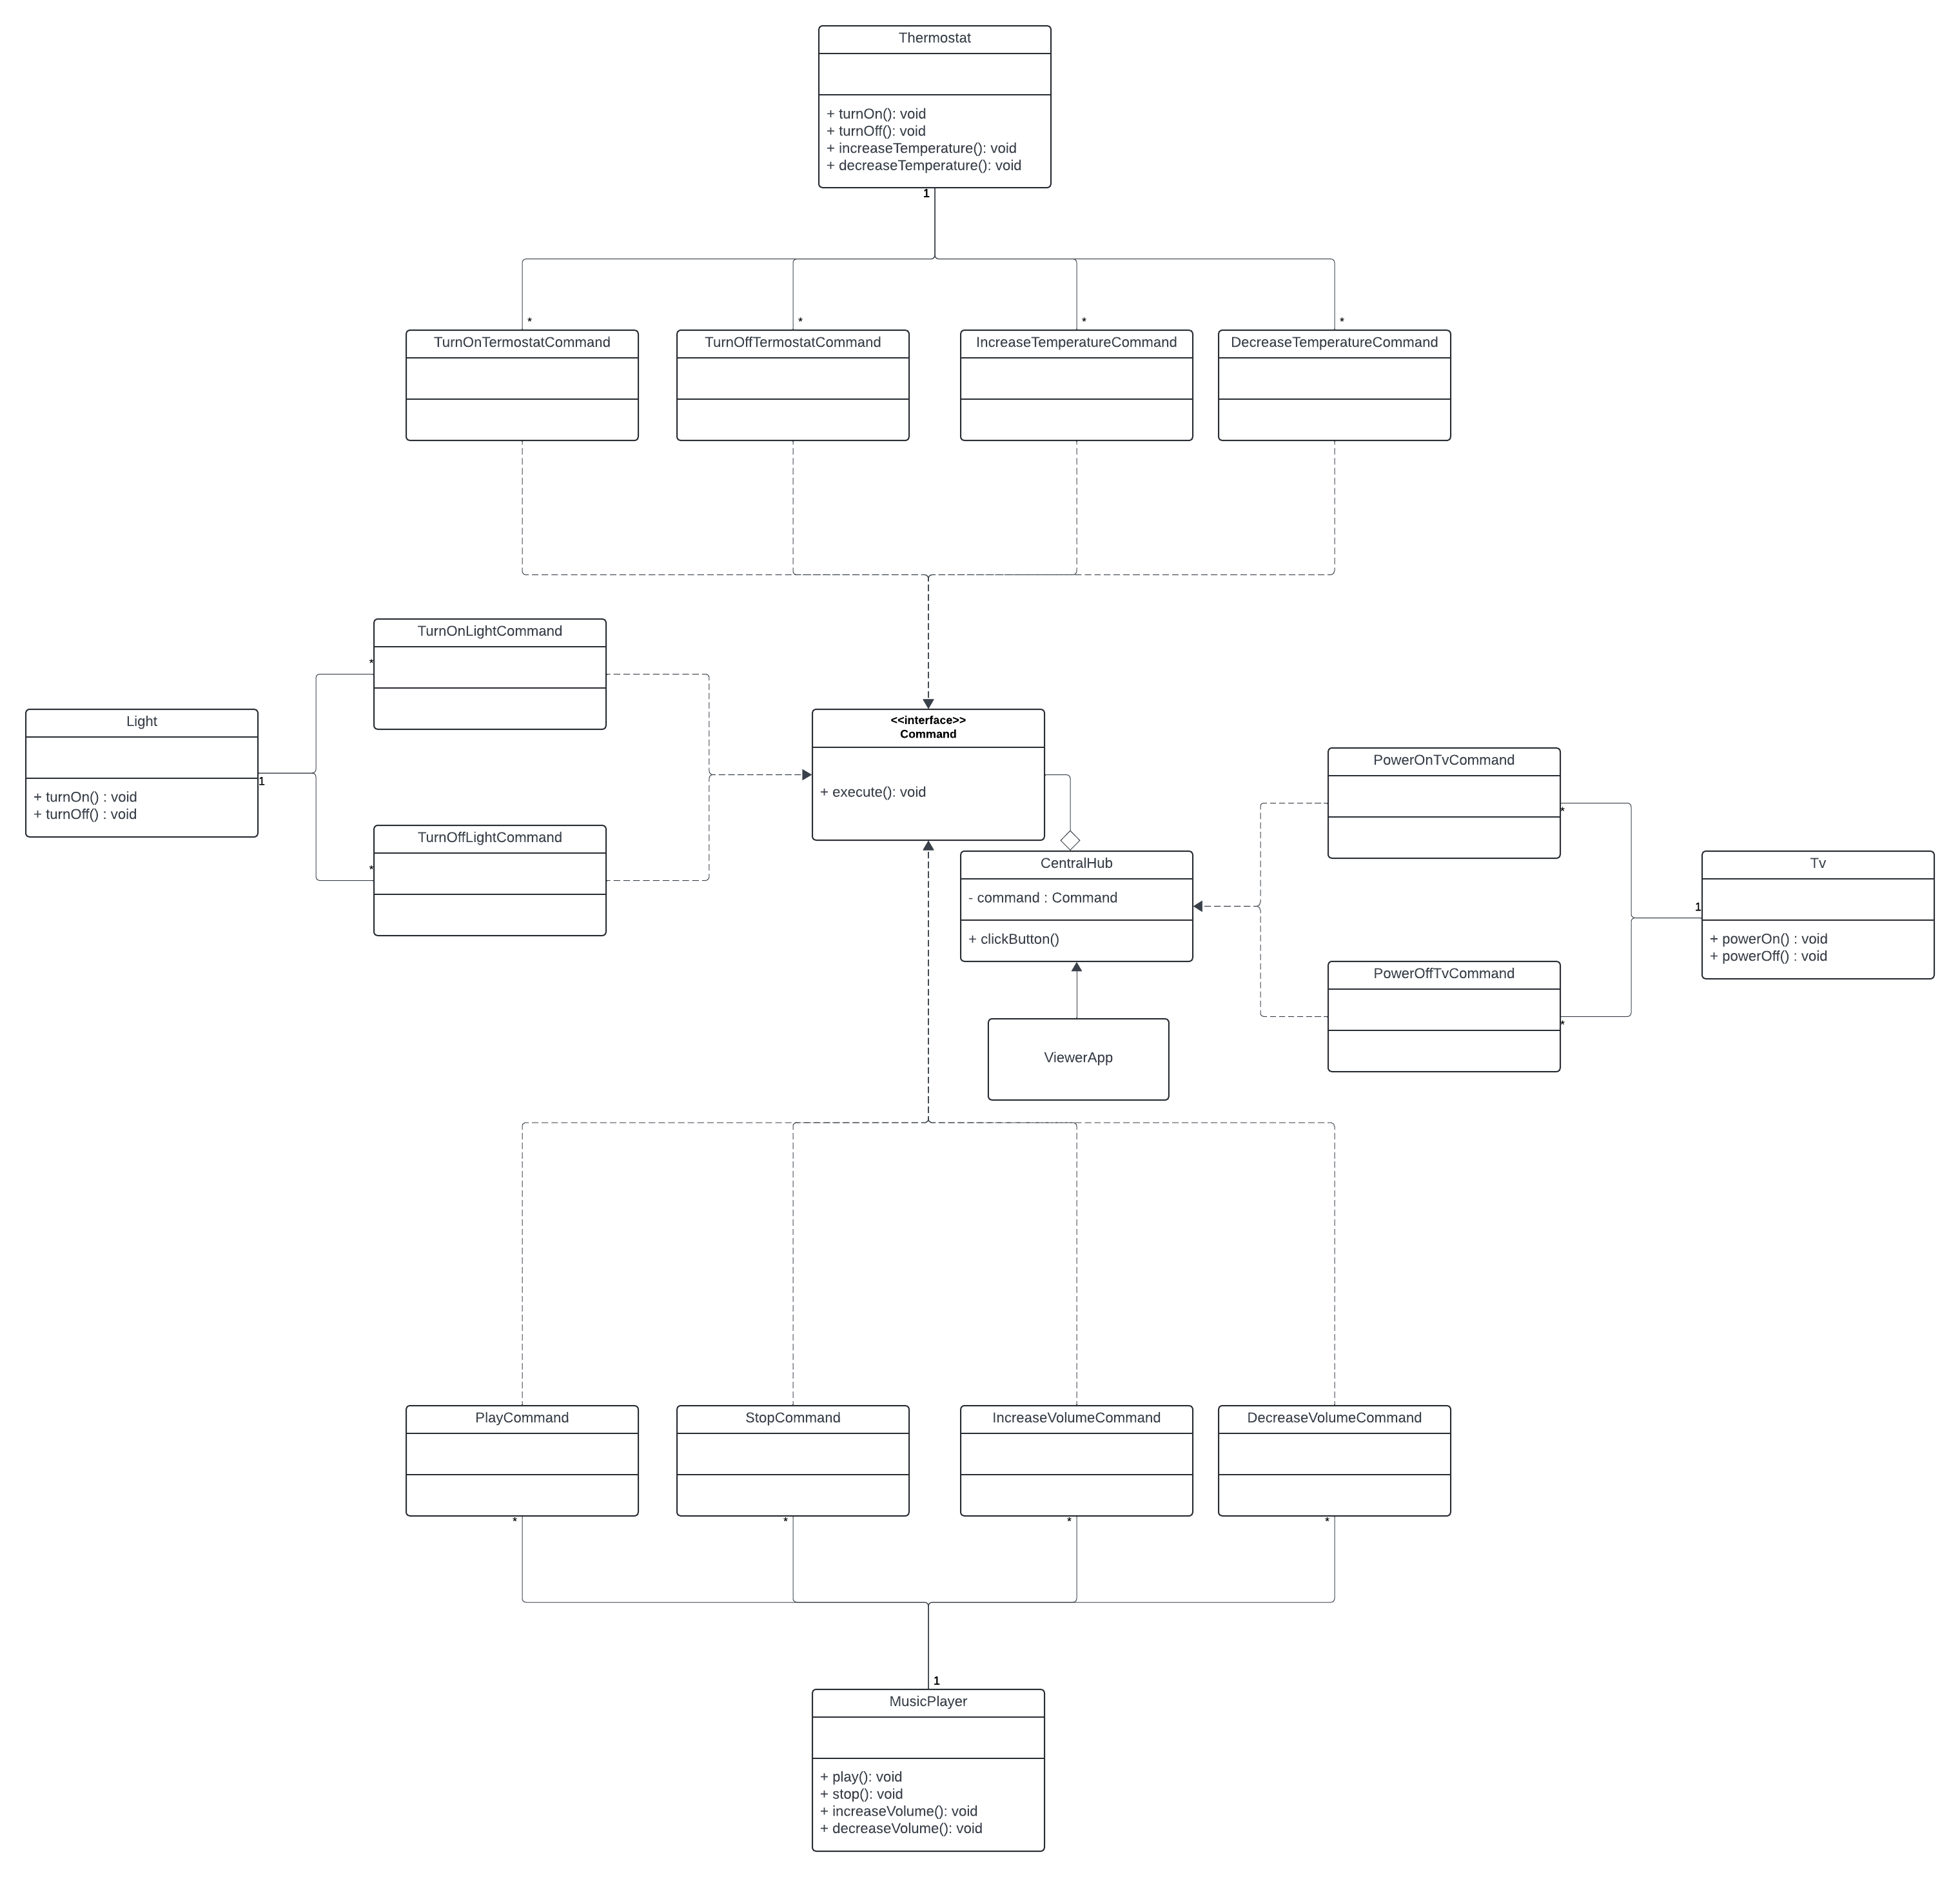 Thermostat
+ turnOn(): void
+ turnOff(): void
+ increaseTemperature(): void
+ decreaseTemperature(): void
1
*
*
*
*
TurnOnTermostatCommand
TurnOffTermostatCommand
IncreaseTemperatureCommand
DecreaseTemperatureCommand
TurnOnLightCommand
*
Light
1
+ turnOn() : void
+ turnOff() : void
TurnOffLightCommand
*
<<interface>>
Command
+ execute(): void
CentralHub
- command : Command
+ clickButton()
ViewerApp
PowerOnTvCommand
*
PowerOffTvCommand
*
Tv
1
+ powerOn() : void
+ powerOff() : void
PlayCommand
StopCommand
IncreaseVolumeCommand
DecreaseVolumeCommand
*
*
*
*
1
MusicPlayer
+ play(): void
+ stop(): void
+ increaseVolume(): void
+ decreaseVolume(): void